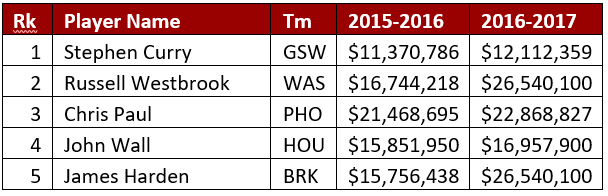 Rk Player Name Tm 2015-2016 2016-2017
1 Stephen Curry GSW $11,370,786 $12,112,359
2 Russell Westbrook WAS $16,744,218 $26,540,100
3 Chris Paul PHO $21,468,695 $22,868,827
4 John Wall HOU $15,851,950 $16,957,900
5 James Harden BRK $15,756,438 $26,540,100